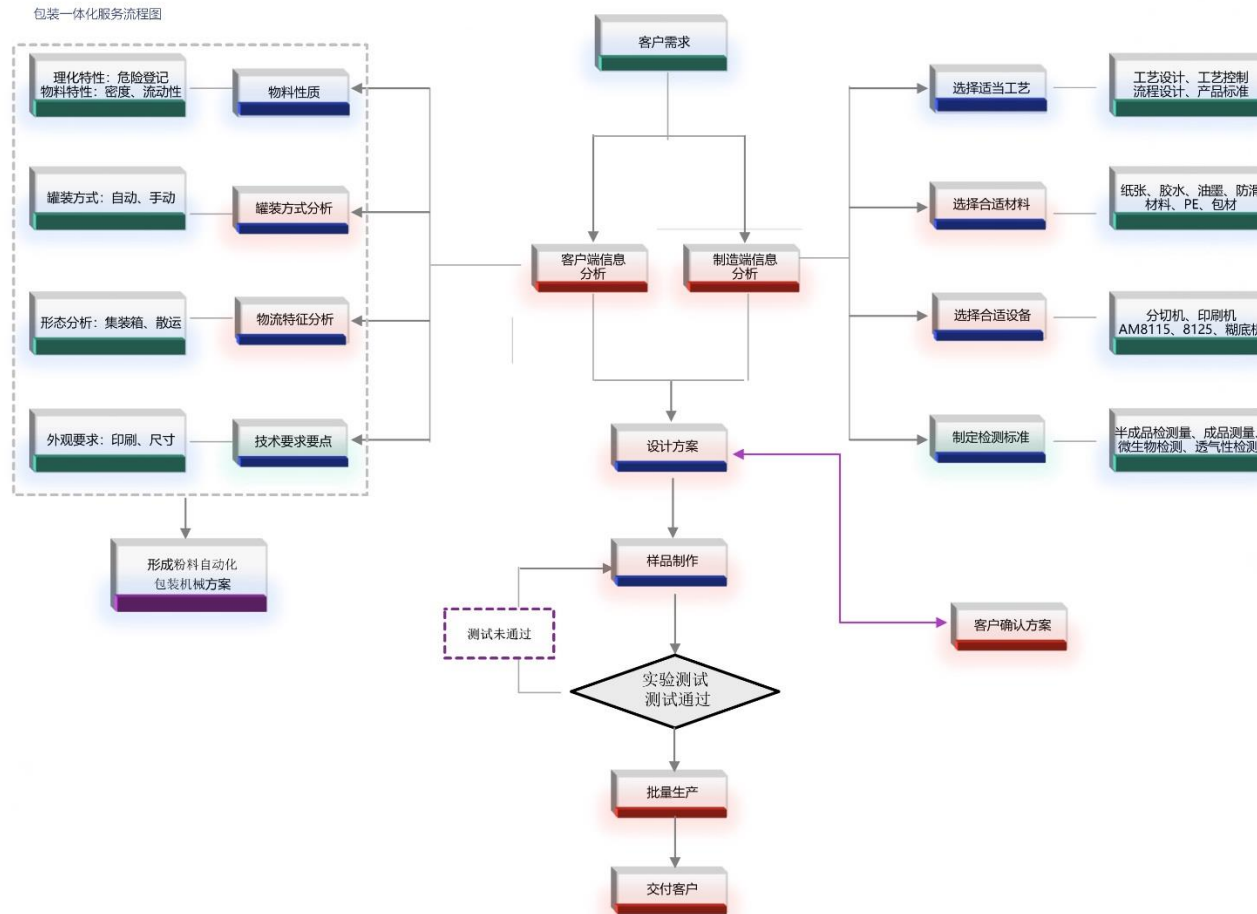 包装一体化服务流程图
客户需求
理化特性：危险登记
物料特性：密度、流动性
物料性质
选择适当工艺
工艺设计、工艺控制
流程设计、产品标准
罐装方式：自动、手动
罐装方式分析
选择合适材料
纸张、胶水、油墨、防滑
材料、PE、包材
客户端信息
分析
制造端信息
分析
形态分析：集装箱、散运
物流特征分析
选择合适设备
分切机、印刷机
AM8115、8125、糊底机
外观要求：印刷、尺寸
技术要求要点
设计方案
制定检测标准
半成品检测量、成品测量、
微生物检测、透气性检测
形成粉料自动化
包装机械方案
样品制作
测试未通过
客户确认方案
实验测试
测试通过
批量生产
交付客户